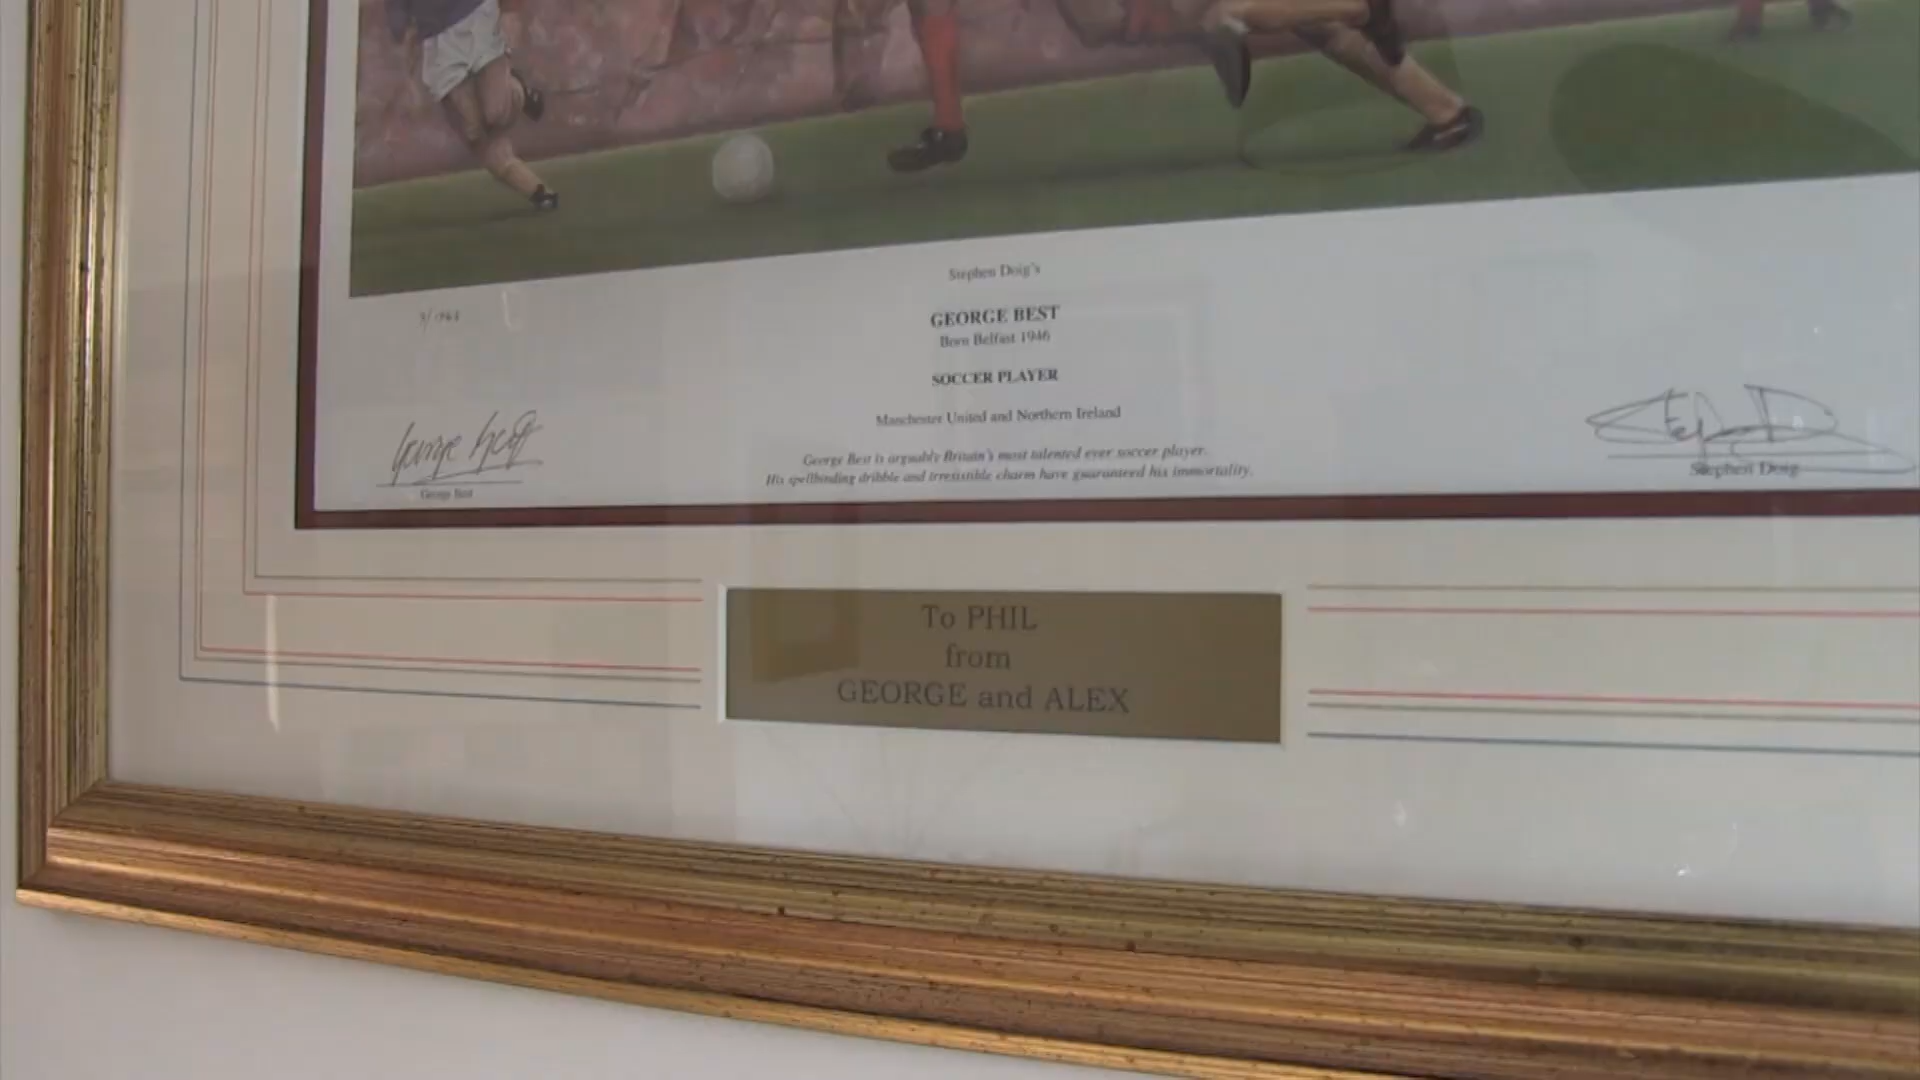 Stephen Doig's
GEORGE BEST
Born Belfast 1946
SOCCER PLAYER
Manchester United and Northern Ireland
George Best is arguably Britain's most talented ever soccer player.
His spellbinding dribble and irresistible charm have guaranteed his immortality.
George Best
George Best
Stephen Doig
To PHIL
from
GEORGE and ALEX